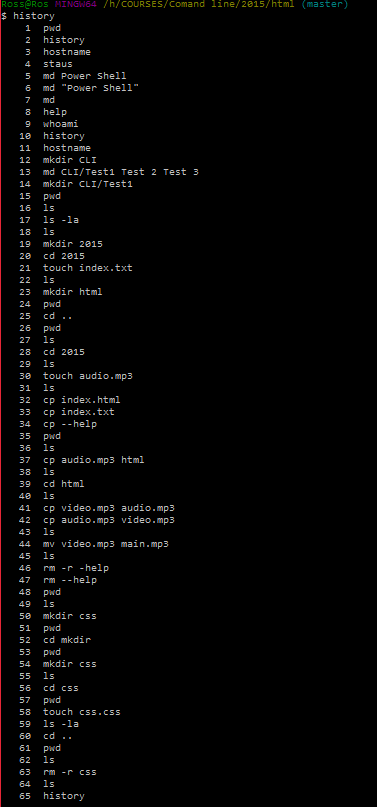 Ross@Ros MINGW64 /h/COURSES/Comand line/2015/html (master)
$ history
1 pwd
2 history
3 hostname
4 staus
5 md Power Shell
6 md "Power Shell"
7 md
8 help
9 whoami
10 history
11 hostname
12 mkdir CLI
13 md CLI/Test1 Test 2 Test 3
14 mkdir CLI/Test1
15 pwd
16 ls
17 ls -la
18 ls
19 mkdir 2015
20 cd 2015
21 touch index.txt
22 ls
23 mkdir html
24 pwd
25 cd ..
26 pwd
27 ls
28 cd 2015
29 ls
30 touch audio.mp3
31 ls
32 cp index.html
33 cp index.txt
34 cp --help
35 pwd
36 ls
37 cp audio.mp3 html
38 ls
39 cd html
40 ls
41 cp video.mp3 audio.mp3
42 cp audio.mp3 video.mp3
43 ls
44 mv video.mp3 main.mp3
45 ls
46 rm -r -help
47 rm --help
48 pwd
49 ls
50 mkdir css
51 pwd
52 cd mkdir
53 pwd
54 mkdir css
55 ls
56 cd css
57 pwd
58 touch css.css
59 ls -la
60 cd ..
61 pwd
62 ls
63 rm -r css
64 ls
65 history